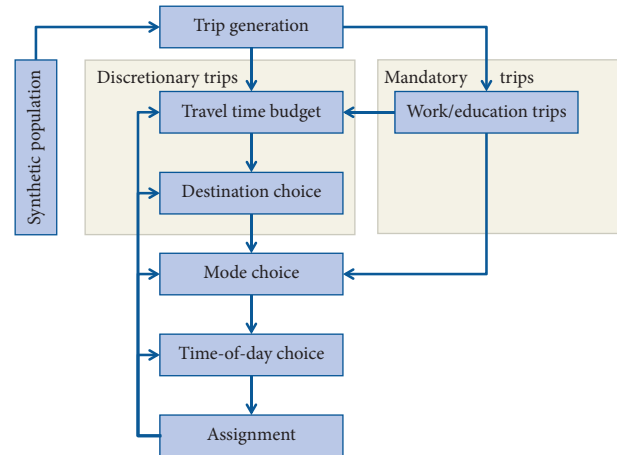 Trip generation
Synthetic population
Discretionary trips
Mandatory trips
Travel time budget
Work/education trips
Destination choice
Mode choice
Time-of-day choice
Assignment